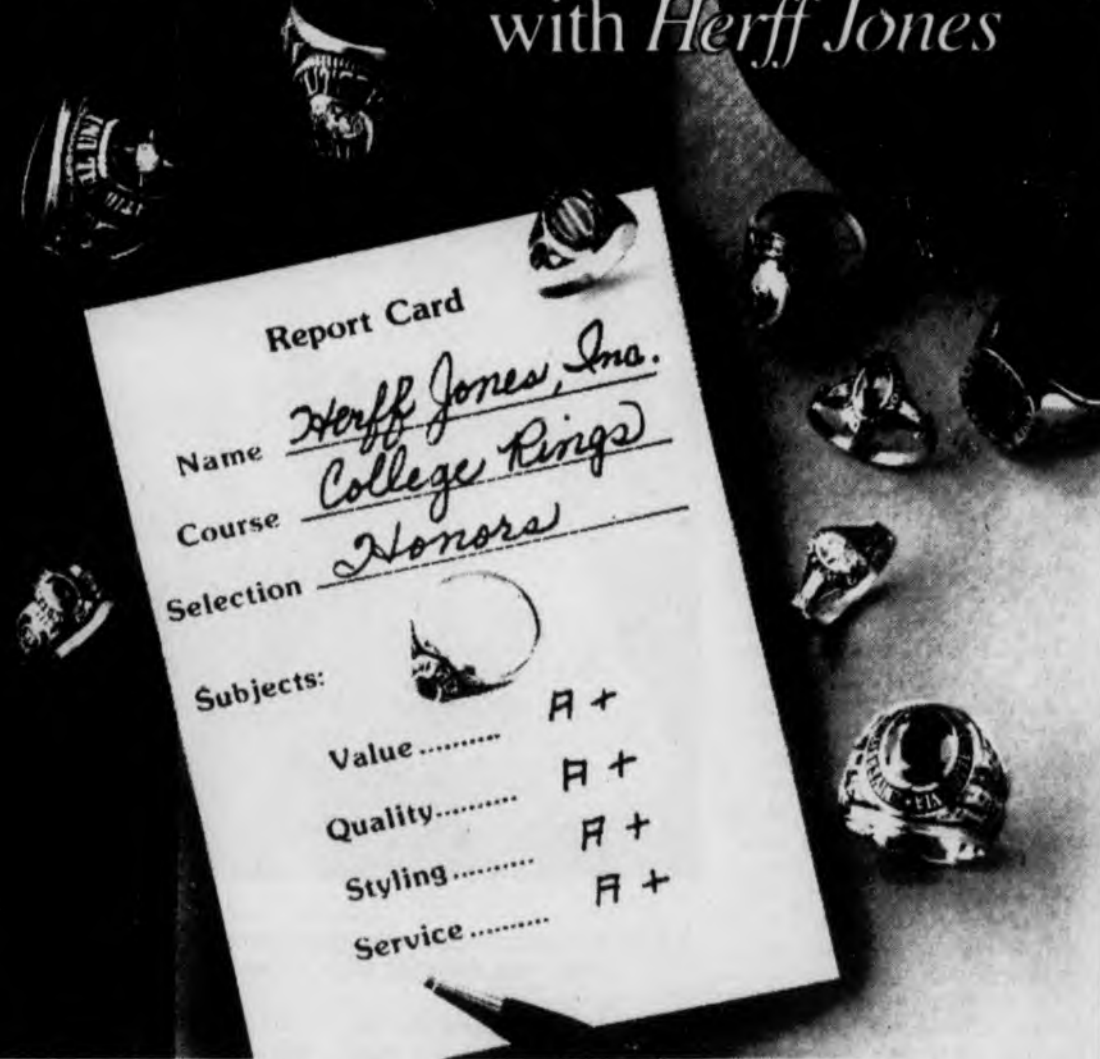 with Herff Jones
Report Card
Name Herff Jones, Inc.
Course College Rings
Selection Honors
Subjects:
Value.......... A+
Quality.......... A+
Styling.......... A+
Service.......... A+